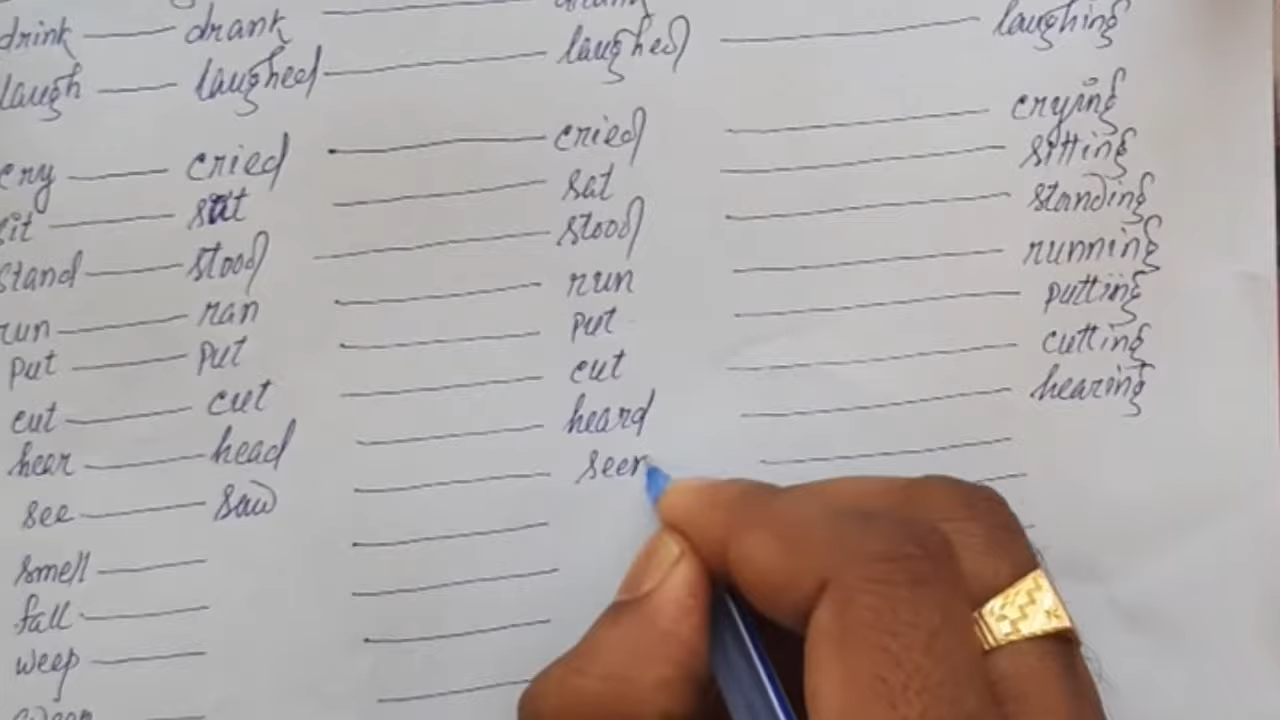 drink drank drank
laugh laughed laughed laughing
cry cried cried crying
sit sat sat sitting
stand stood stood standing
run ran run running
put put put putting
cut cut cut cutting
hear head heard hearing
see saw seen
smell
fall
weep